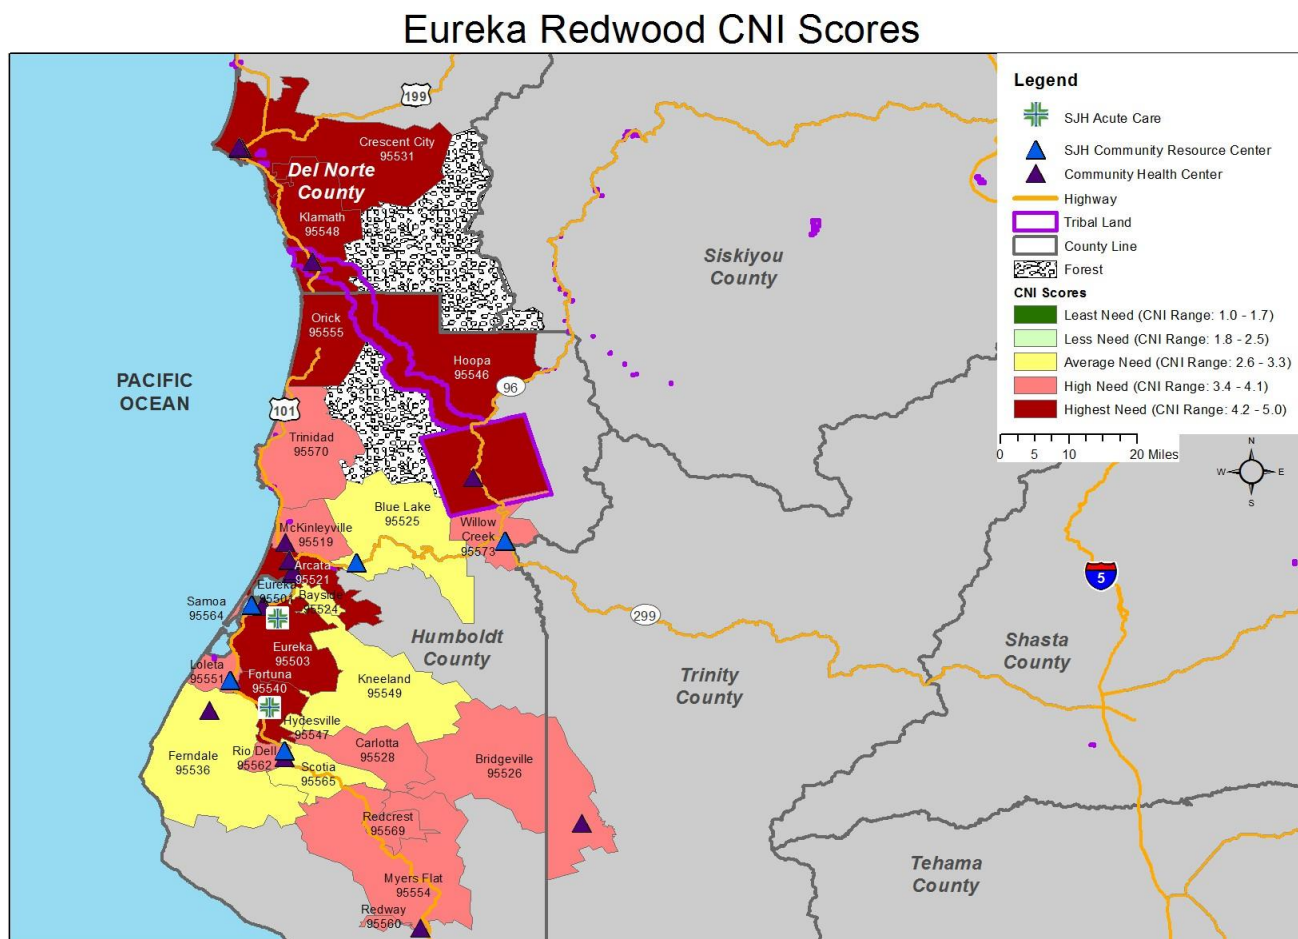 Eureka Redwood CNI Scores
Legend
SJH Acute Care
SJH Community Resource Center
Community Health Center
Highway
Tribal Land
County Line
Forest
CNI Scores
Least Need (CNI Range: 1.0 - 1.7)
Less Need (CNI Range: 1.8 - 2.5)
Average Need (CNI Range: 2.6 - 3.3)
High Need (CNI Range: 3.4 - 4.1)
Highest Need (CNI Range: 4.2 - 5.0)
0 5 10 20 Miles
N
W E
S
199
Crescent City
95531
Del Norte
County
Klamath
95548
Siskiyou
County
Orick
95555
Hoopa
95546
96
PACIFIC
OCEAN
101
Trinidad
95570
Blue Lake
95525
McKinleyville
95519
Willow
Creek
95573
Arcata
95521
Eureka
95501
Bayside
95524
Samoa
95564
5
299
Humboldt
County
Eureka
95503
Shasta
County
Loleta
95551
Fortuna
95540
Kneeland
95549
Trinity
County
Hydesville
95547
Carlotta
95528
Ferndale
95536
Rio Dell
95562
Scotia
95565
Bridgeville
95526
Redcrest
95569
Tehama
County
Myers Flat
95554
Redway
95560